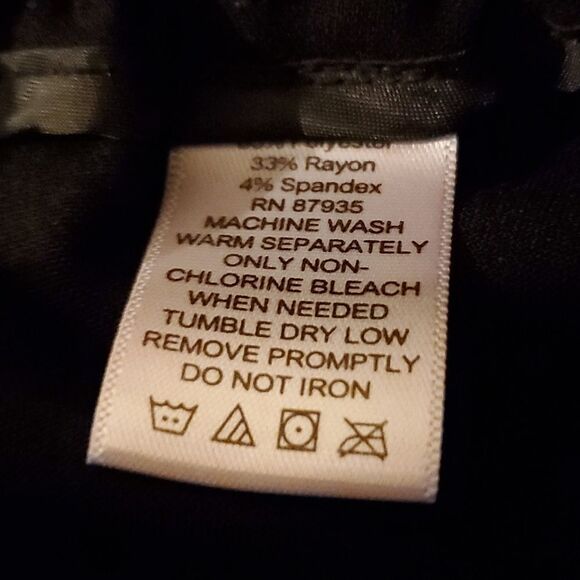 Polyester
33% Rayon
4% Spandex
RN 87935
MACHINE WASH
WARM SEPARATELY
ONLY NON-
CHLORINE BLEACH
WHEN NEEDED
TUMBLE DRY LOW
REMOVE PROMPTLY
DO NOT IRON